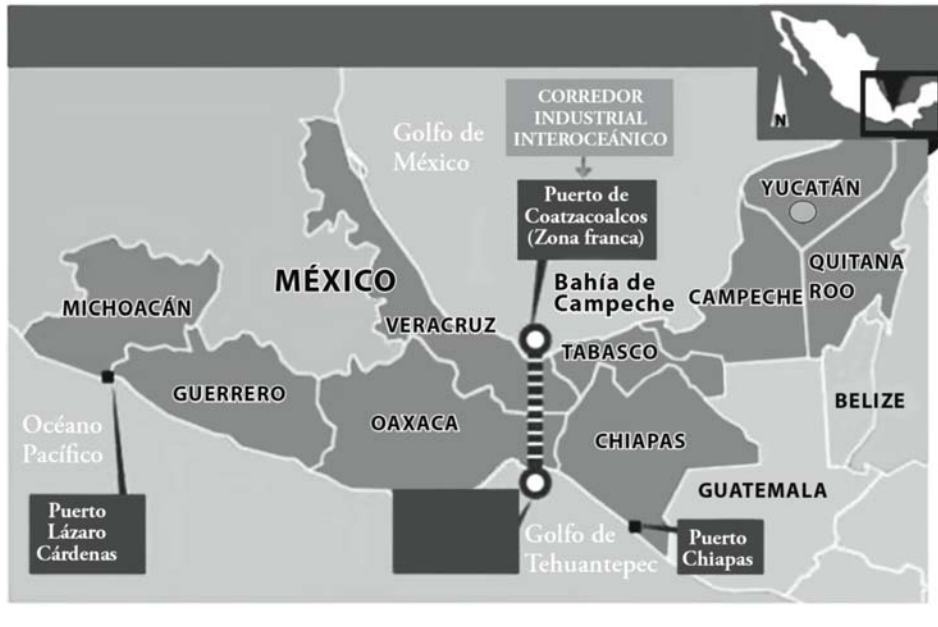 N
CORREDOR
INDUSTRIAL
INTEROCEÁNICO
Golfo de
México
Puerto de
Coatzacoalcos
(Zona franca)
YUCATÁN
QUITANA
ROO
MÉXICO
Bahía de
Campeche
CAMPECHE
MICHOACÁN
VERACRUZ
TABASCO
GUERRERO
OAXACA
BELIZE
CHIAPAS
Océano
Pacífico
GUATEMALA
Puerto
Lázaro
Cárdenas
Golfo de
Tehuantepec
Puerto
Chiapas